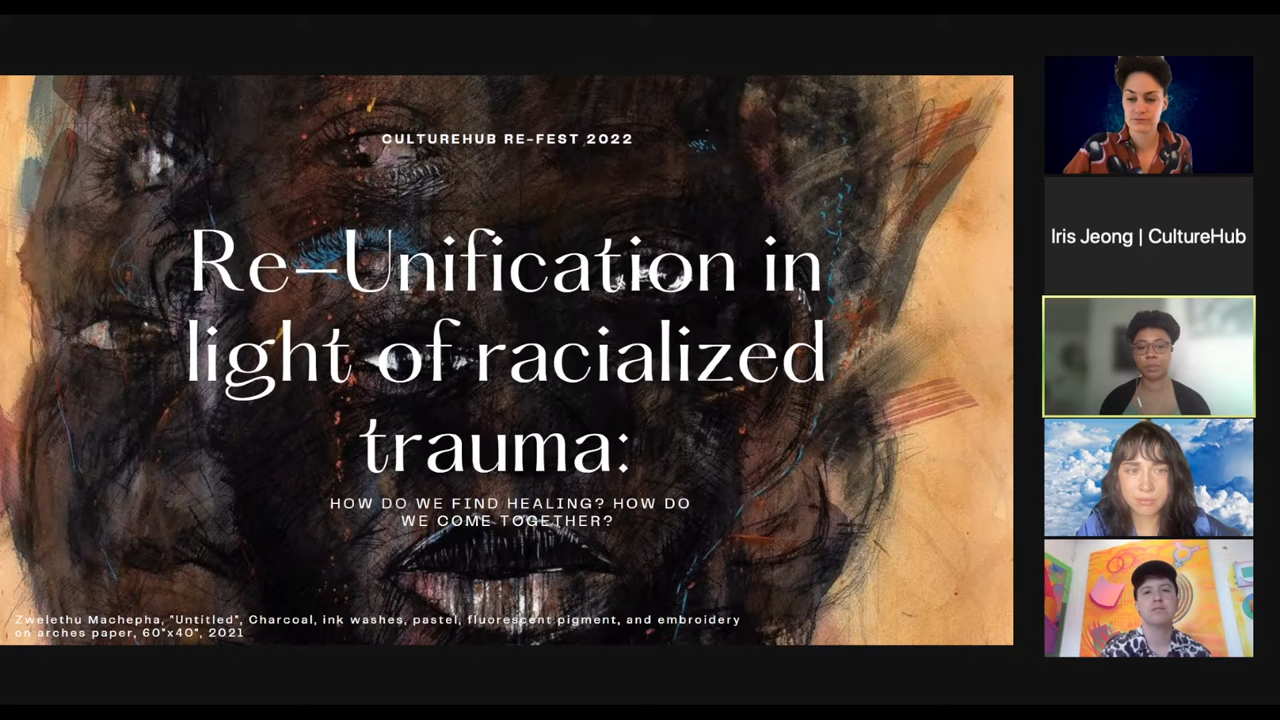 CULTUREHUB RE-FEST 2022
Re-Unification in
light of racialized
trauma:
HOW DO WE FIND HEALING? HOW DO
WE COME TOGETHER?
Zwelethu Machepha, "Untitled", Charcoal, ink washes, pastel, fluorescent pigment, and embroidery
on arches paper, 60"x40", 2021
Iris Jeong | CultureHub